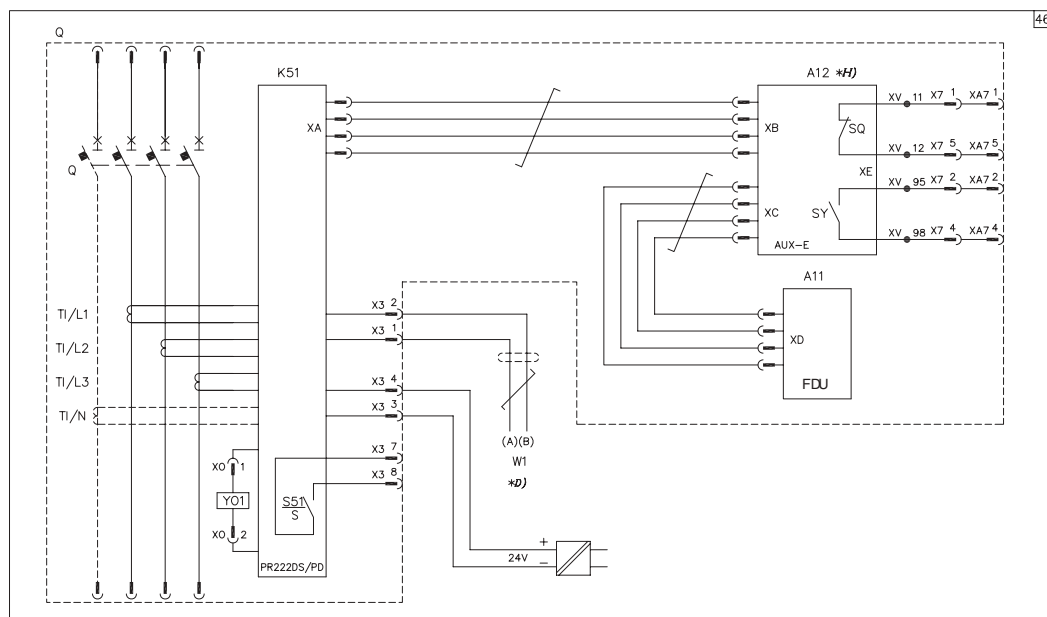 46
Q
K51
A12 *H)
XA
XB
SQ
XV 11 X7 1 XA7 1
XV 12 X7 5 XA7 5
XE
XV 95 X7 2 XA7 2
XC
SY
XV 98 X7 4 XA7 4
AUX-E
Q
A11
XD
FDU
TI/L1
TI/L2
TI/L3
TI/N
X3 2
X3 1
X3 4
X3 3
X3 7
X3 8
(A)(B)
W1
*D)
XO 1
YO1
XO 2
S51
S
PR222DS/PD
24V
+
−